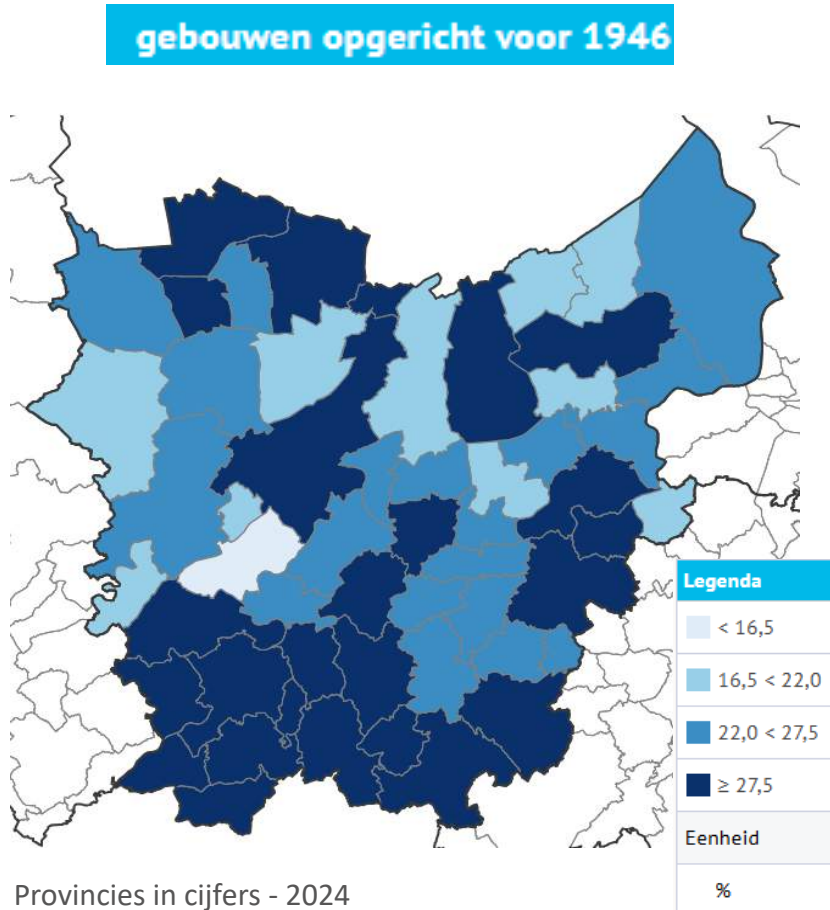 gebouwen opgericht voor 1946
Legenda
< 16,5
16,5 < 22,0
22,0 < 27,5
≥ 27,5
Eenheid
%
Provincies in cijfers - 2024